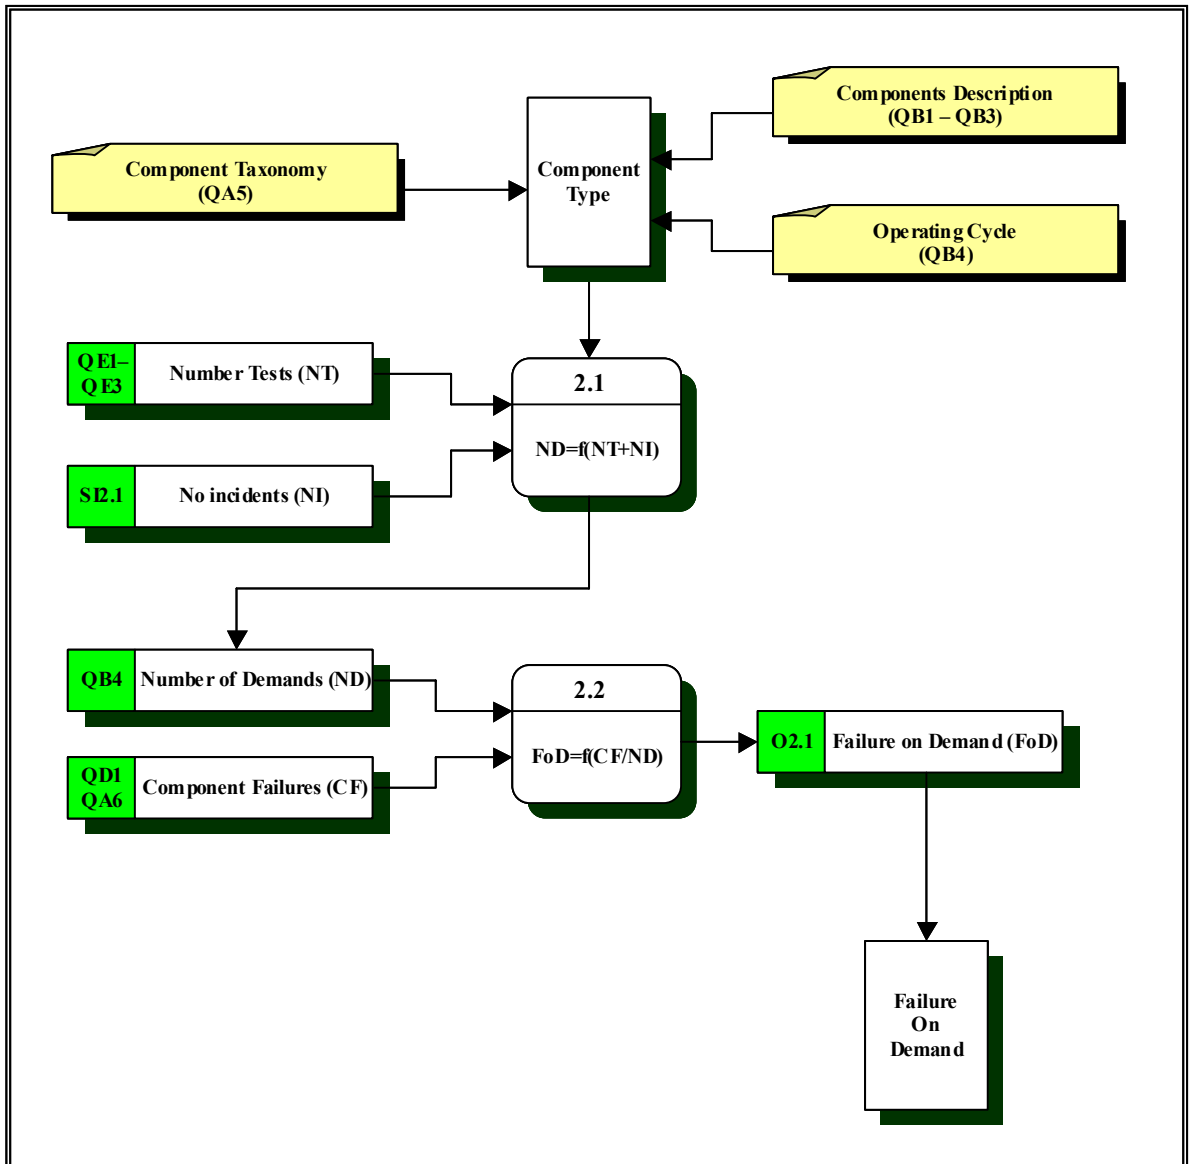 Components Description
(QB1 – QB3)
Component Taxonomy
(QA5)
Component
Type
Operating Cycle
(QB4)
QE1–
QE3
Number Tests (NT)
2.1
ND=f(NT+NI)
SI2.1
No incidents (NI)
QB4
Number of Demands (ND)
2.2
FoD=f(CF/ND)
O2.1
Failure on Demand (FoD)
QD1
QA6
Component Failures (CF)
Failure
On
Demand